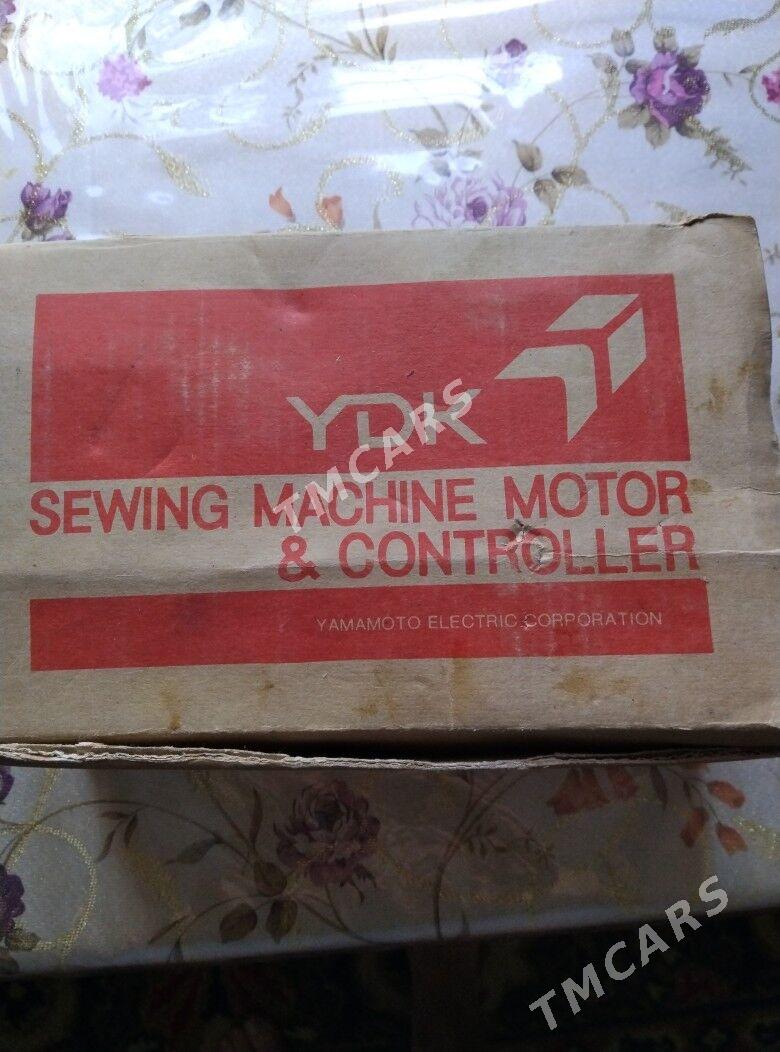 YDK
SEWING MACHINE MOTOR
& CONTROLLER
YAMAMOTO ELECTRIC CORPORATION
TMCARS
TMCARS